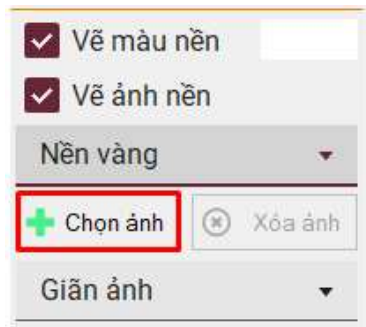 Vẽ màu nền
Vẽ ảnh nền
Nền vàng
Chọn ảnh Xóa ảnh
Giãn ảnh